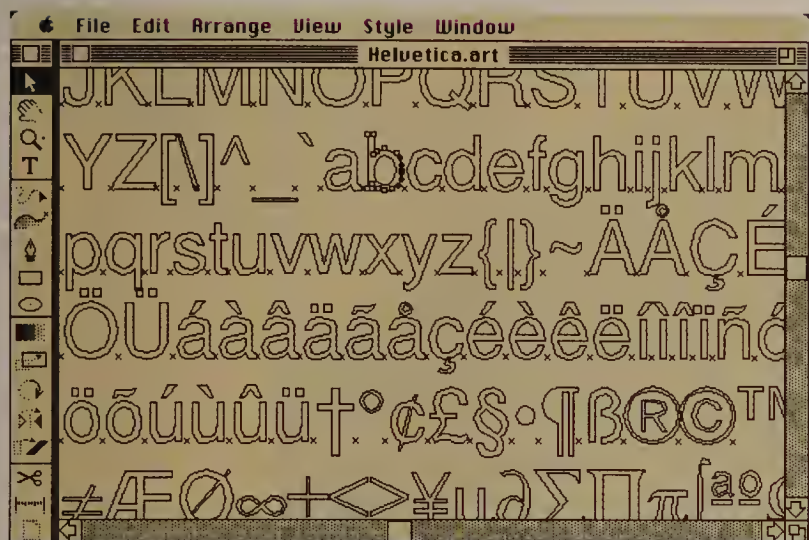 File Edit Arrange View Style Window
Helvetica.art
T
JKLMNOPQRSTUVW
YZ[\]^_`abcdefghijklm
pqrstuvwxyz{|}~ÄÅÇÉ
ÖÜáàâäãåçéèêëíìîïñó
öõúùûü†°¢£§•¶ß®©™
≠ÆØ∞±≤≥¥µ∂∑∏π∫ªº